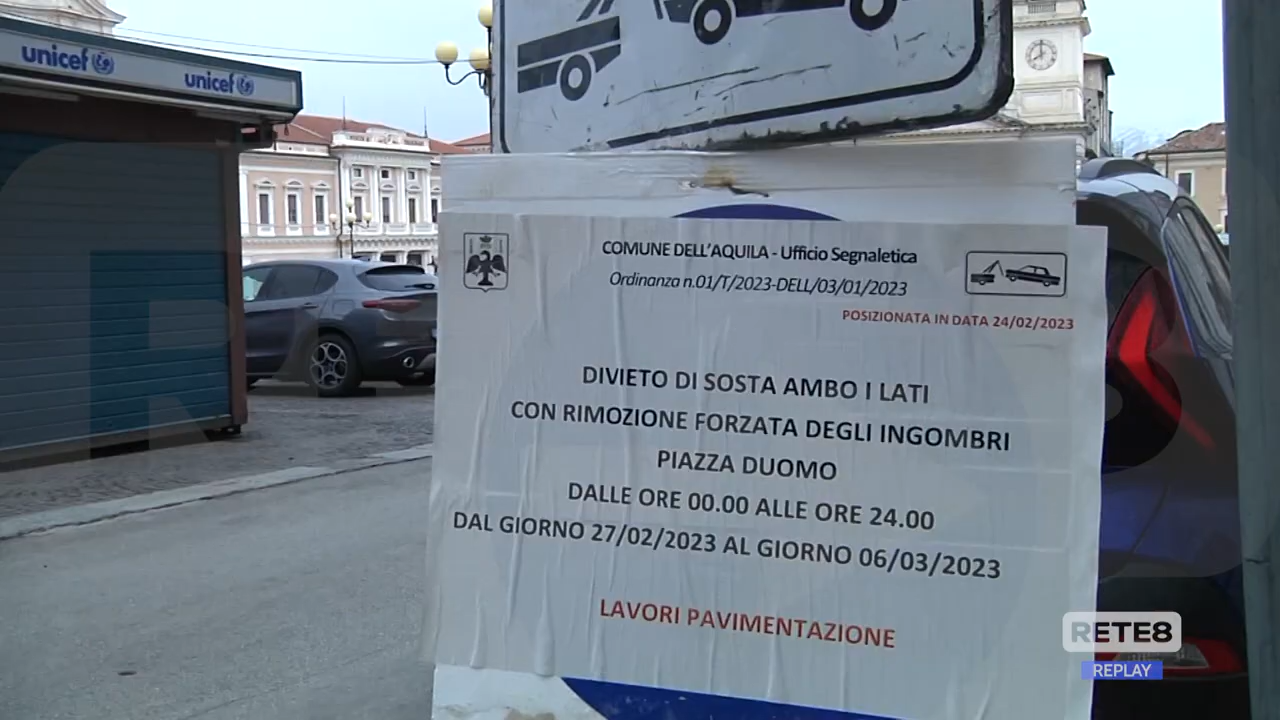 unicef
unicef
COMUNE DELL'AQUILA - Ufficio Segnaletica
Ordinanza n.01/T/2023-DELL/03/01/2023
POSIZIONATA IN DATA 24/02/2023
DIVIETO DI SOSTA AMBO I LATI
CON RIMOZIONE FORZATA DEGLI INGOMBRI
PIAZZA DUOMO
DALLE ORE 00.00 ALLE ORE 24.00
DAL GIORNO 27/02/2023 AL GIORNO 06/03/2023
LAVORI PAVIMENTAZIONE
RETE8
REPLAY